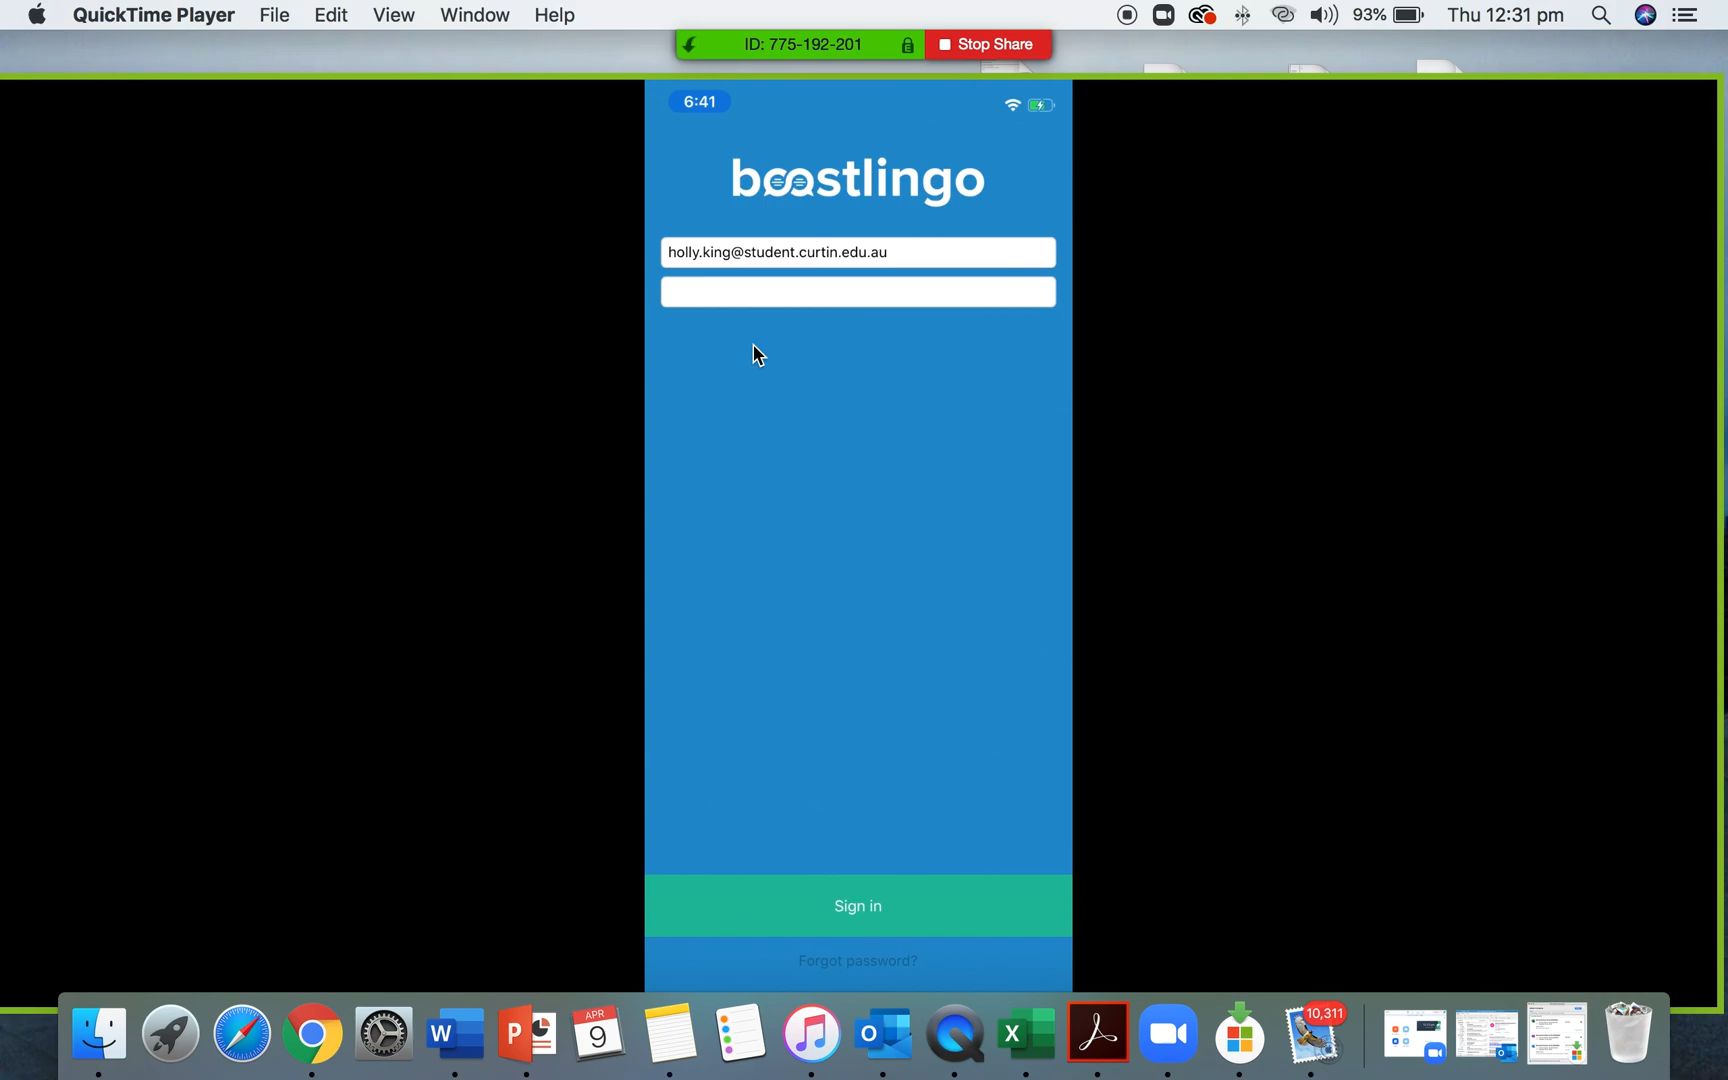 QuickTime Player File Edit View Window Help 93% Thu 12:31 pm
ID: 775-192-201 Stop Share
6:41
boostlingo
holly.king@student.curtin.edu.au
Sign in
Forgot password?
APR
9
10,311